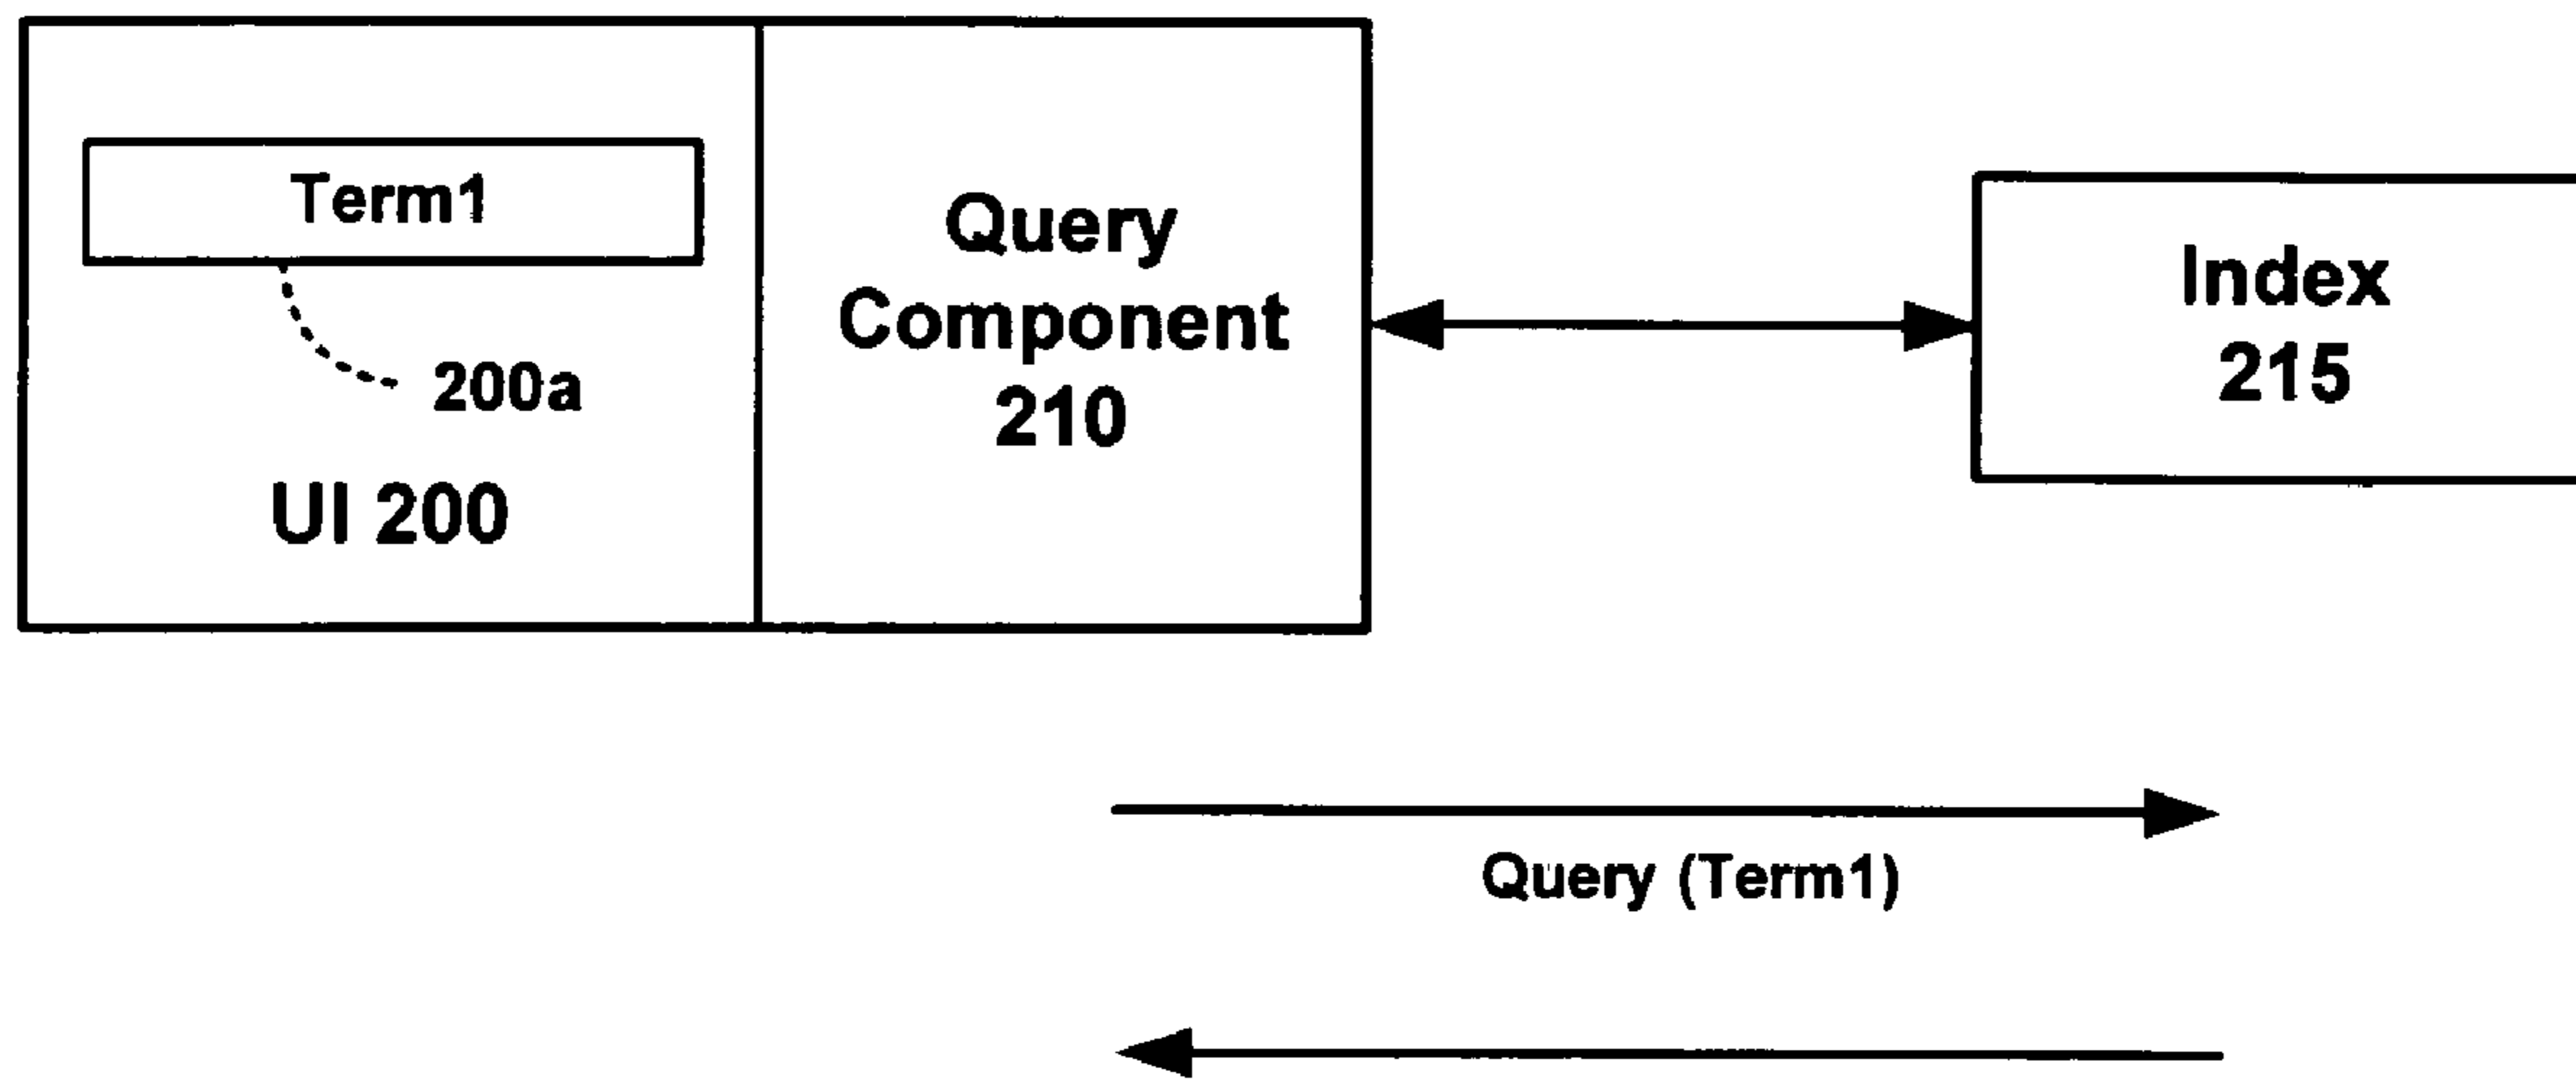 Term1
200a
UI 200
Query
Component
210
Index
215
Query (Term1)